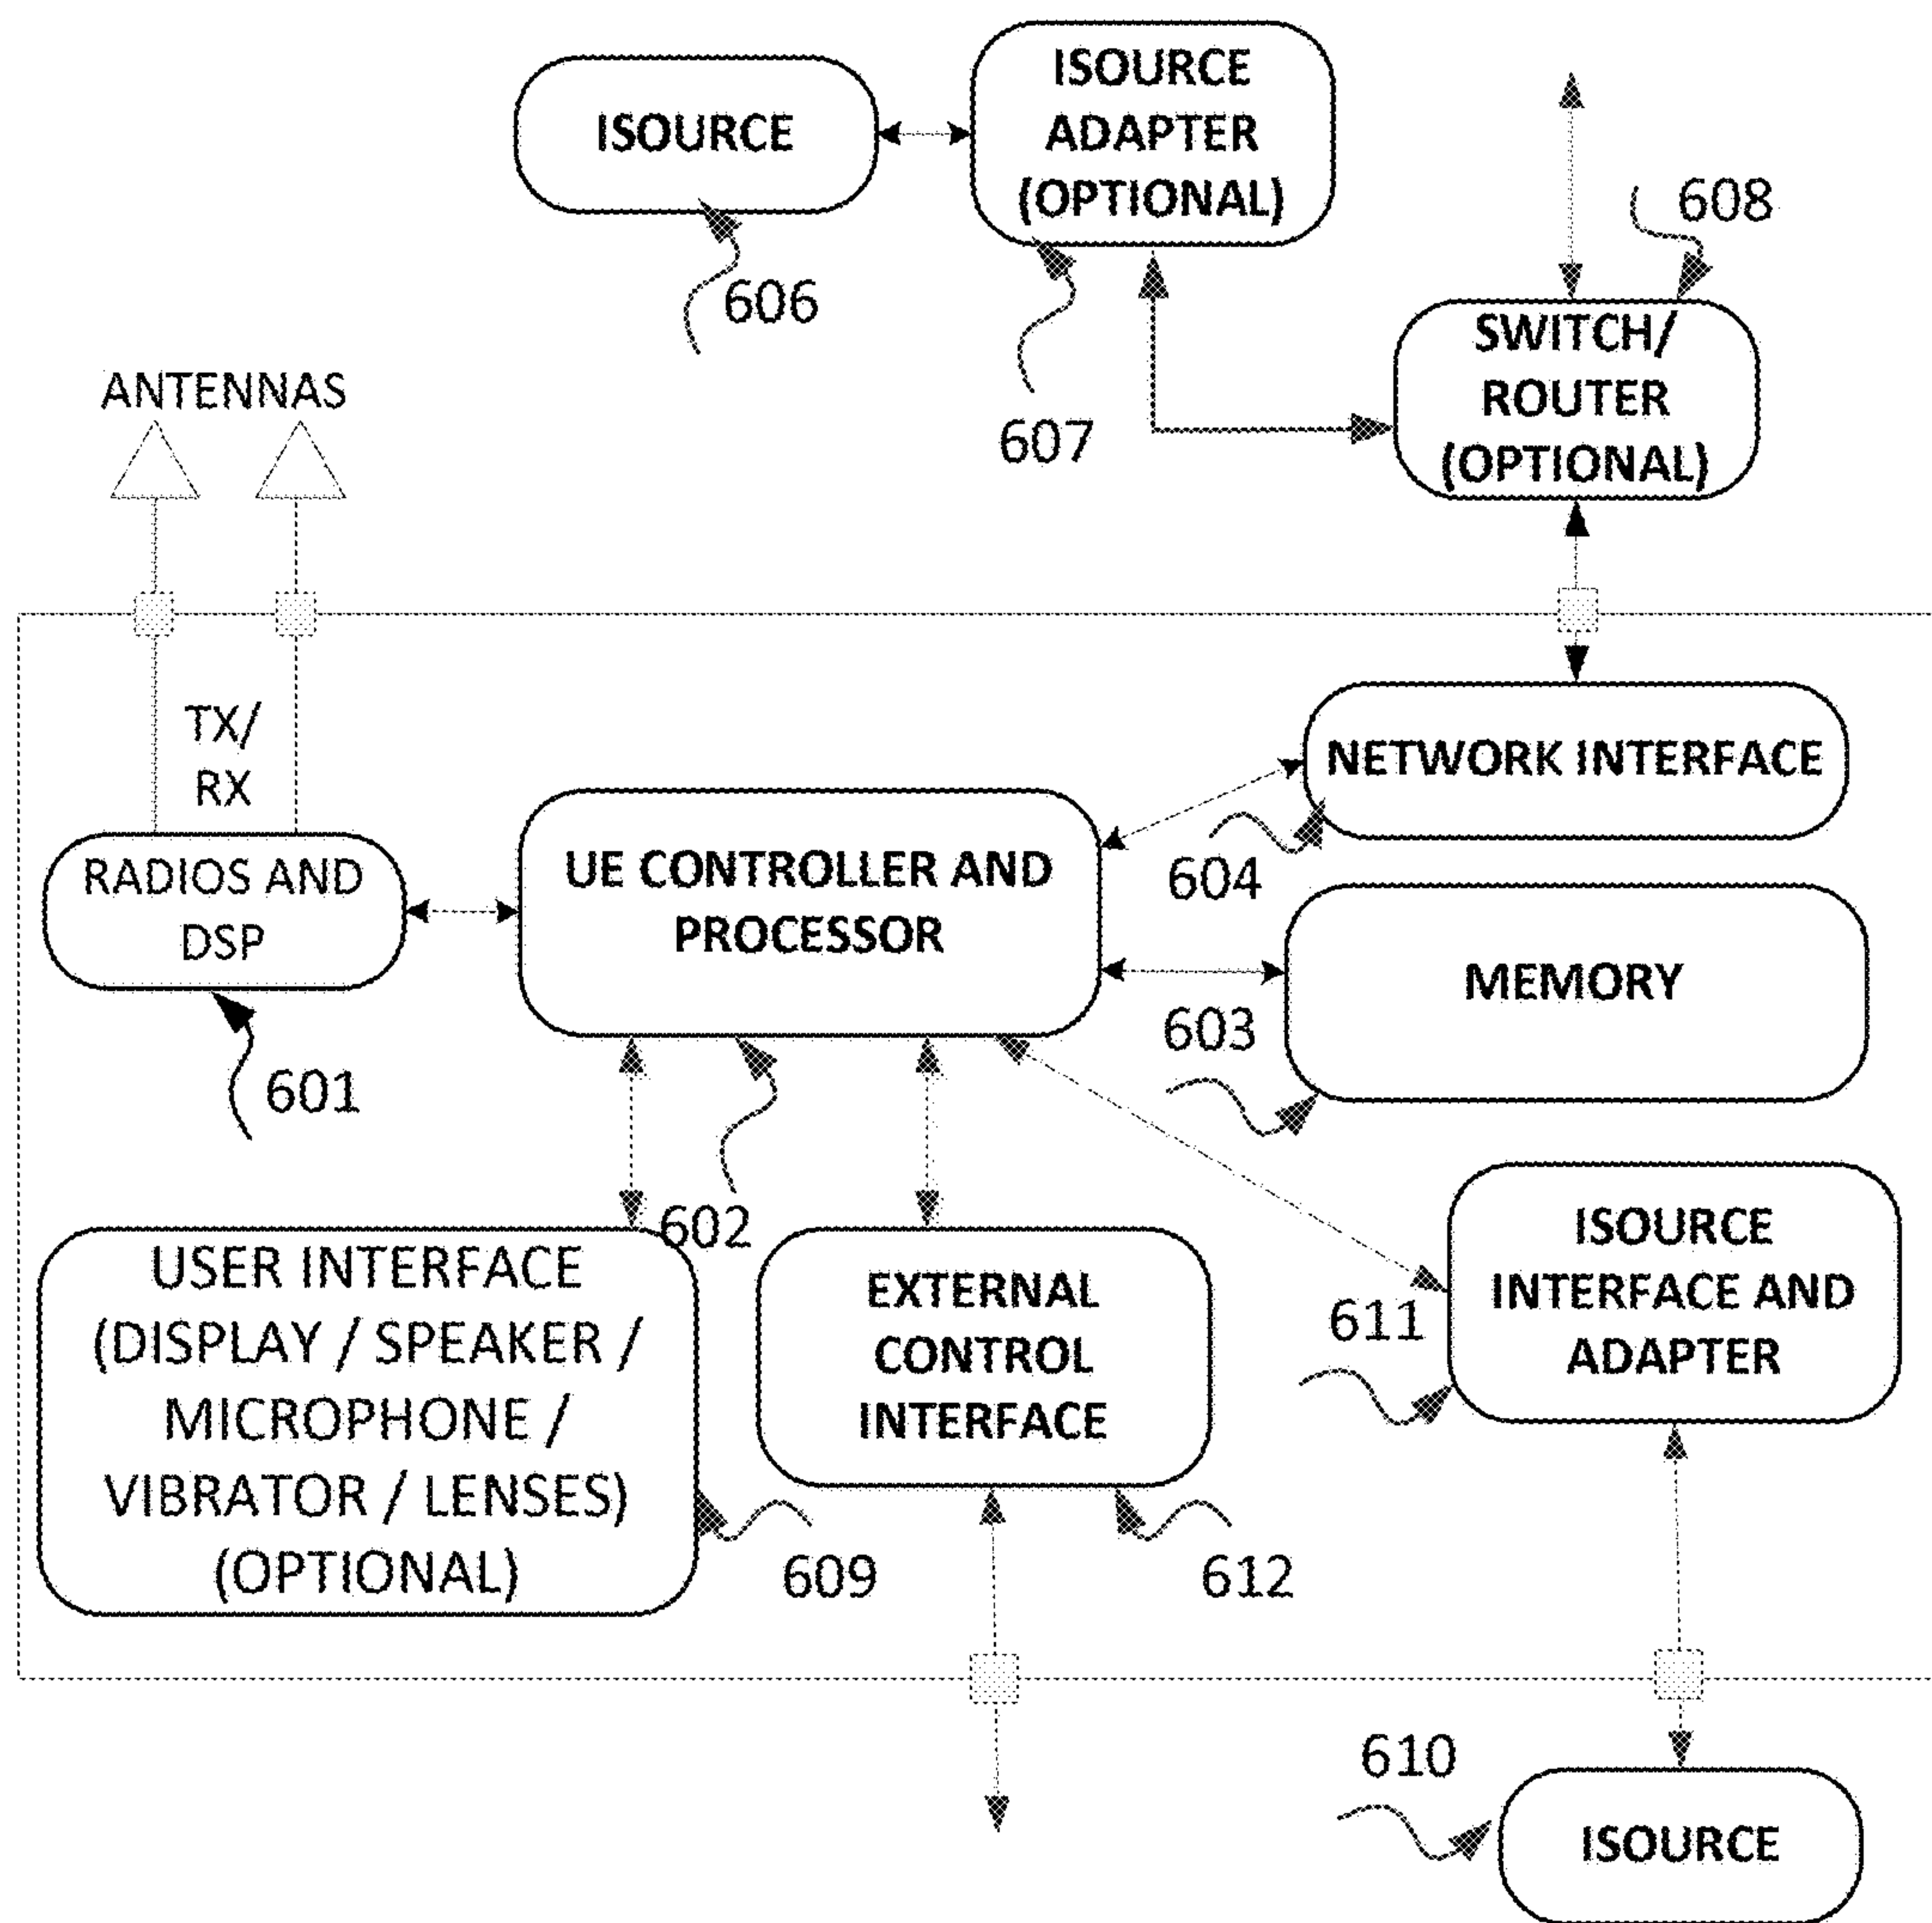 ISOURCE
606
ISOURCE
ADAPTER
(OPTIONAL)
607
608
SWITCH/
ROUTER
(OPTIONAL)
ANTENNAS
TX/
RX
RADIOS AND
DSP
601
UE CONTROLLER AND
PROCESSOR
602
NETWORK INTERFACE
604
MEMORY
603
USER INTERFACE
(DISPLAY / SPEAKER /
MICROPHONE /
VIBRATOR / LENSES)
(OPTIONAL)
609
EXTERNAL
CONTROL
INTERFACE
612
ISOURCE
INTERFACE AND
ADAPTER
611
610
ISOURCE